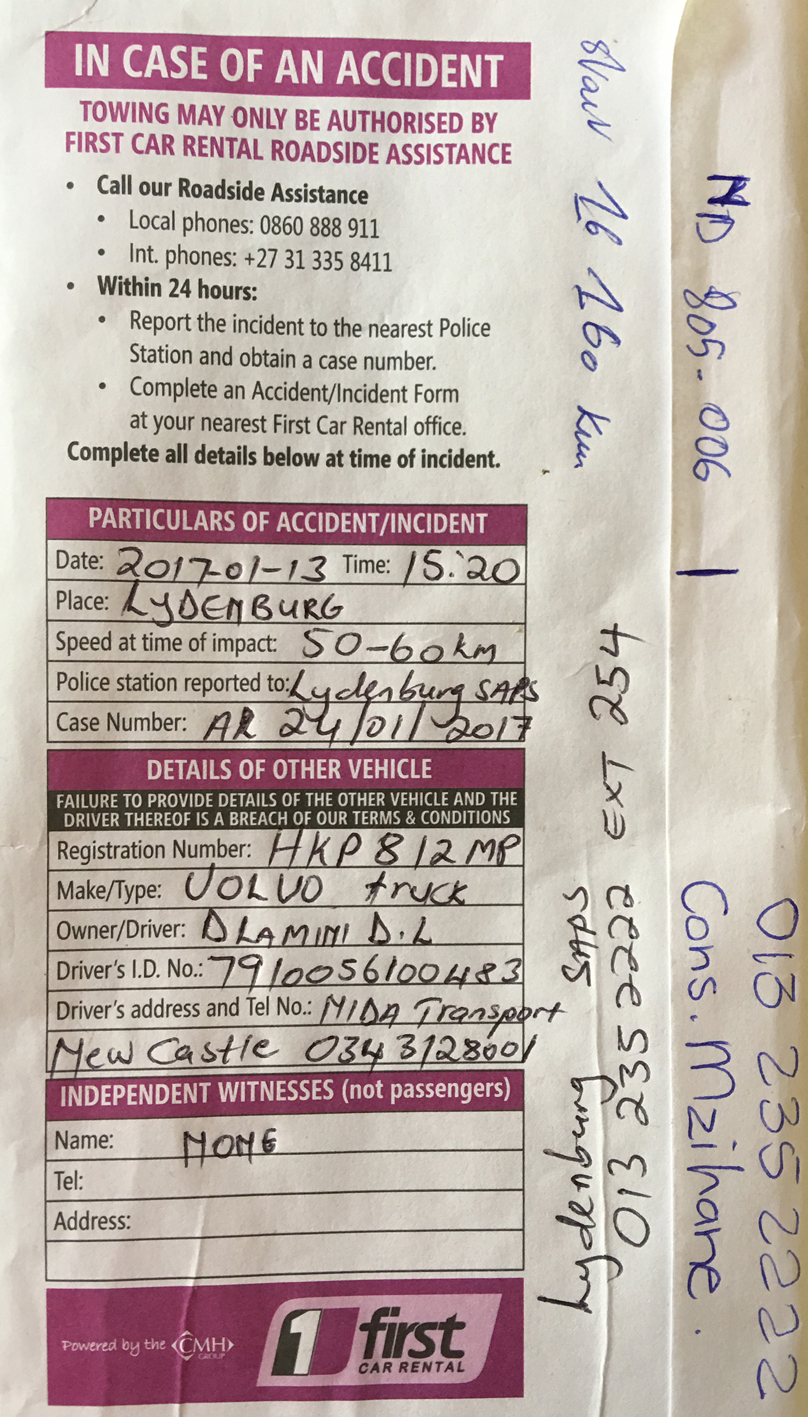 IN CASE OF AN ACCIDENT
TOWING MAY ONLY BE AUTHORISED BY
FIRST CAR RENTAL ROADSIDE ASSISTANCE
• Call our Roadside Assistance
• Local phones: 0860 888 911
• Int. phones: +27 31 335 8411
• Within 24 hours:
• Report the incident to the nearest Police
Station and obtain a case number.
• Complete an Accident/Incident Form
at your nearest First Car Rental office.
Complete all details below at time of incident.
PARTICULARS OF ACCIDENT/INCIDENT
Date: 2017-01-13 Time: 15:20
Place: LYDENBURG
Speed at time of impact: 50-60km
Police station reported to: Lydenburg SAPS
Case Number: AR 24/01/2017
DETAILS OF OTHER VEHICLE
FAILURE TO PROVIDE DETAILS OF THE OTHER VEHICLE AND THE
DRIVER THEREOF IS A BREACH OF OUR TERMS & CONDITIONS
Registration Number: HKP 812 MP
Make/Type: VOLVO truck
Owner/Driver: DLAMINI D.L
Driver's I.D. No.: 7910056100483
Driver's address and Tel No.: MIDA Transport
New Castle 034 3128001
INDEPENDENT WITNESSES (not passengers)
Name: NONE
Tel:
Address:
Powered by the CMH GROUP
1 first
CAR RENTAL
16 160 km
ND 805-006
Lydenburg SAPS
013 235 2222 EXT 254
Cons. Mzihane.
013 235 2222